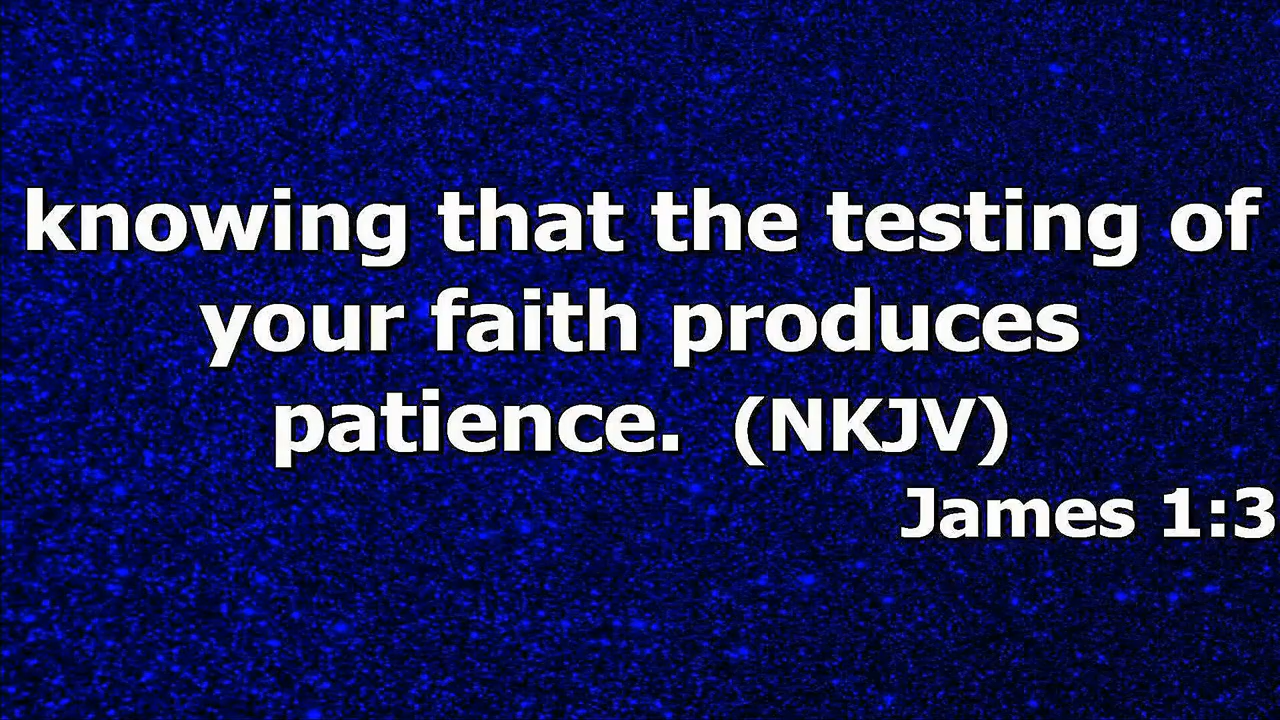 knowing that the testing of
your faith produces
patience.  (NKJV)
James 1:3